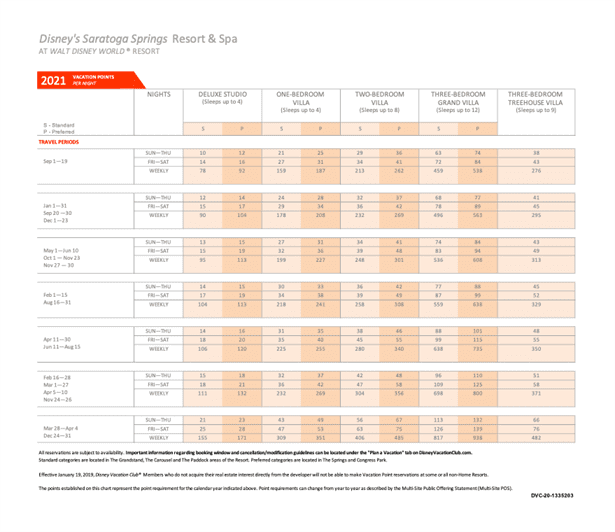 Disney's Saratoga Springs Resort & Spa
AT WALT DISNEY WORLD ® RESORT
2021 VACATION POINTS
PER NIGHT
NIGHTS DELUXE STUDIO ONE-BEDROOM TWO-BEDROOM THREE-BEDROOM THREE-BEDROOM
(Sleeps up to 4) VILLA VILLA GRAND VILLA TREEHOUSE VILLA
(Sleeps up to 4) (Sleeps up to 8) (Sleeps up to 12) (Sleeps up to 9)
S - Standard S P S P S P S P
P - Preferred
TRAVEL PERIODS
SUN—THU 10 12 21 25 29 36 63 74 38
Sep 1—19 FRI—SAT 14 16 27 31 34 41 72 84 43
WEEKLY 78 92 159 187 213 262 459 538 276
SUN—THU 12 14 24 28 32 37 68 77 41
Jan 1—31 FRI—SAT 15 17 29 34 36 42 78 89 45
Sep 20 —30 WEEKLY 90 104 178 208 232 269 496 563 295
Dec 1—23
SUN—THU 13 15 27 31 34 41 74 84 43
May 1—Jun 10 FRI—SAT 15 19 32 36 39 48 83 94 49
Oct 1 — Nov 23 WEEKLY 95 113 199 227 248 301 536 608 313
Nov 27 — 30
SUN—THU 14 15 30 33 36 42 77 88 45
Feb 1—15 FRI—SAT 17 19 34 38 39 49 87 99 52
Aug 16—31 WEEKLY 104 113 218 241 258 308 559 638 329
SUN—THU 14 16 31 35 38 46 88 101 48
Apr 11—30 FRI—SAT 18 20 35 40 45 55 99 115 55
Jun 11—Aug 15 WEEKLY 106 120 225 255 280 340 638 735 350
Feb 16—28 SUN—THU 15 18 32 37 42 48 96 110 51
Mar 1—27 FRI—SAT 18 21 36 42 47 58 109 125 58
Apr 5—10 WEEKLY 111 132 232 269 304 356 698 800 371
Nov 24—26
SUN—THU 21 23 43 49 56 67 113 132 66
Mar 28—Apr 4 FRI—SAT 25 28 47 53 63 75 126 139 76
Dec 24—31 WEEKLY 155 171 309 351 406 485 817 938 482
All reservations are subject to availability. Important information regarding booking window and cancellation/modification guidelines can be located under the "Plan a Vacation" tab on DisneyVacationClub.com.
Standard categories are located in The Grandstand, The Carousel and The Paddock areas of the Resort. Preferred categories are located in The Springs and Congress Park.
Effective January 19, 2019, Disney Vacation Club® Members who do not acquire their real estate interest directly from the developer will not be able to make Vacation Point reservations at some or all non-Home Resorts.
The points established on this chart represent the point requirement for the calendar year indicated above. Point requirements can change from year to year as described by the Multi-Site Public Offering Statement (Multi-Site POS).
DVC-20-1335203